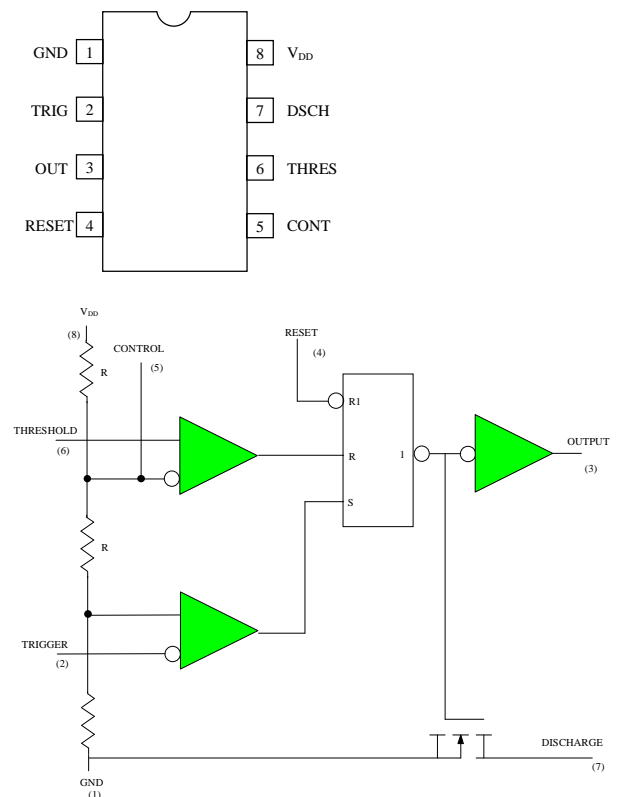 GND 1 8 VDD
TRIG 2 7 DSCH
OUT 3 6 THRES
RESET 4 5 CONT
VDD
(8)
R
CONTROL
(5)
RESET
(4)
R1
THRESHOLD
(6)
R
1
OUTPUT
(3)
S
R
TRIGGER
(2)
DISCHARGE
(7)
GND
(1)